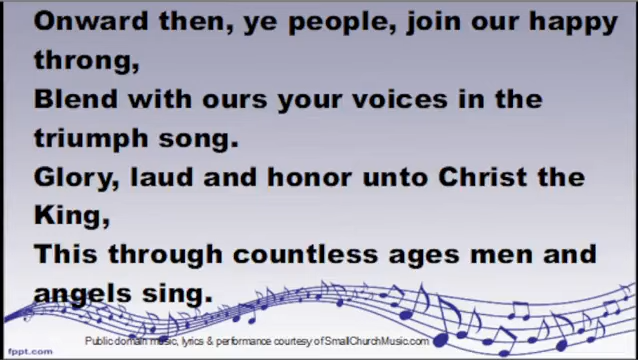 Onward then, ye people, join our happy
throng,
Blend with ours your voices in the
triumph song.
Glory, laud and honor unto Christ the
King,
This through countless ages men and
angels sing.
Public domain music, lyrics & performance courtesy of SmallChurchMusic.com
fppt.com